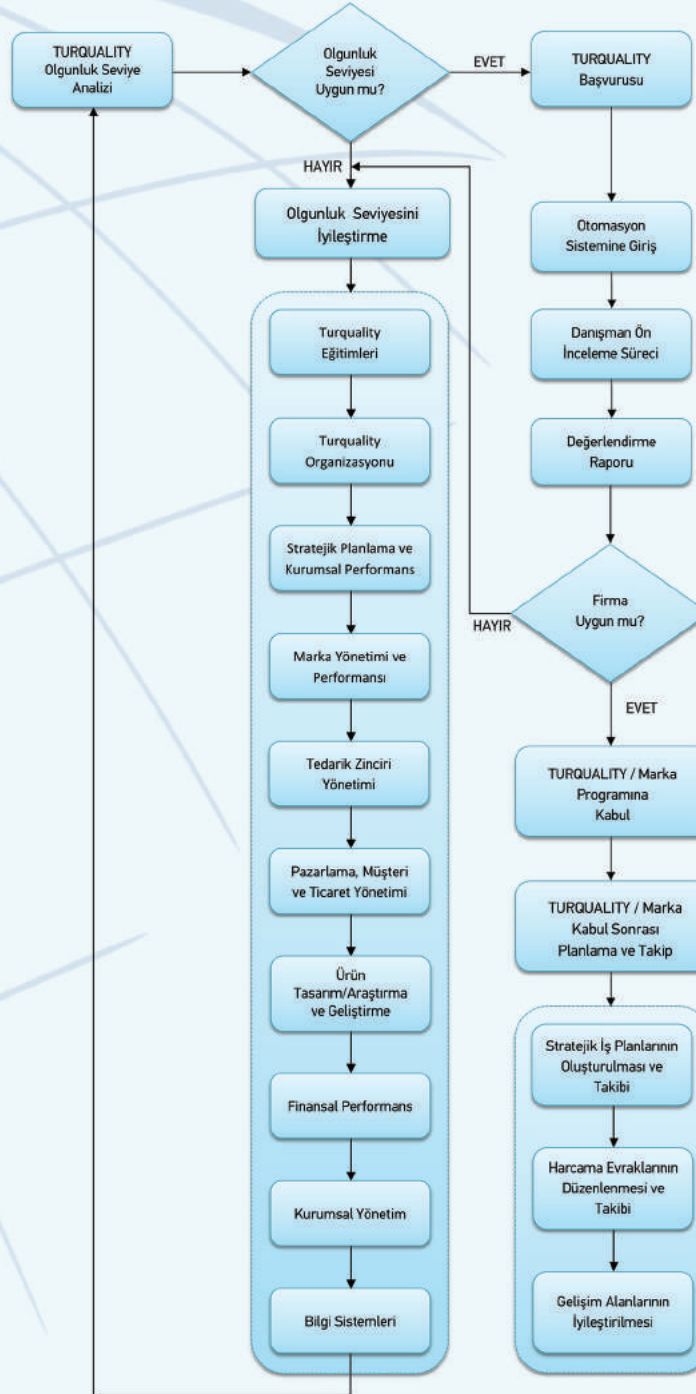 TURQUALITY
Olgunluk Seviye
Analizi
Olgunluk
Seviyesi
Uygun mu?
EVET
TURQUALITY
Başvurusu
HAYIR
Olgunluk Seviyesini
İyileştirme
Turquality
Eğitimleri
Turquality
Organizasyonu
Stratejik Planlama ve
Kurumsal Performans
Marka Yönetimi ve
Performansı
Tedarik Zinciri
Yönetimi
Pazarlama, Müşteri
ve Ticaret Yönetimi
Ürün
Tasarım/Araştırma
ve Geliştirme
Finansal Performans
Kurumsal Yönetim
Bilgi Sistemleri
Otomasyon
Sistemine Giriş
Danışman Ön
İnceleme Süreci
Değerlendirme
Raporu
Firma
Uygun mu?
HAYIR
EVET
TURQUALITY / Marka
Programına
Kabul
TURQUALITY / Marka
Kabul Sonrası
Planlama ve Takip
Stratejik İş Planlarının
Oluşturulması ve
Takibi
Harcama Evraklarının
Düzenlenmesi ve
Takibi
Gelişim Alanlarının
İyileştirilmesi